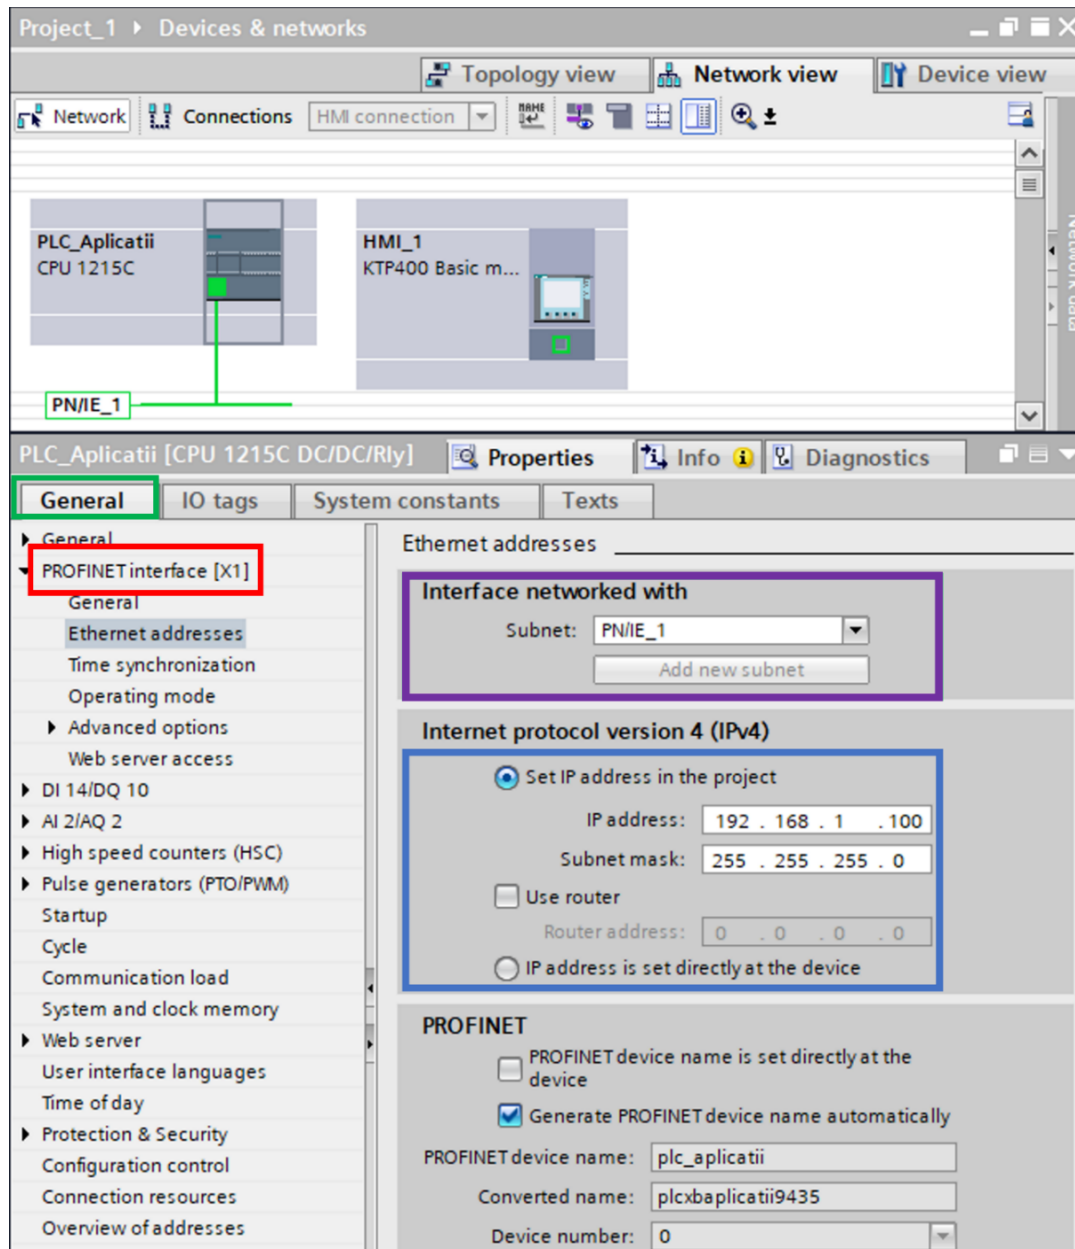 Project_1 ▸ Devices & networks
Topology view Network view Device view
Network Connections HMI connection
PLC_Aplicatii
CPU 1215C
HMI_1
KTP400 Basic m...
PN/IE_1
Network data
PLC_Aplicatii [CPU 1215C DC/DC/Rly] Properties Info Diagnostics
General IO tags System constants Texts
General
PROFINET interface [X1]
General
Ethernet addresses
Time synchronization
Operating mode
Advanced options
Web server access
DI 14/DQ 10
AI 2/AQ 2
High speed counters (HSC)
Pulse generators (PTO/PWM)
Startup
Cycle
Communication load
System and clock memory
Web server
User interface languages
Time of day
Protection & Security
Configuration control
Connection resources
Overview of addresses
Ethernet addresses
Interface networked with
Subnet: PN/IE_1
Add new subnet
Internet protocol version 4 (IPv4)
Set IP address in the project
IP address: 192 . 168 . 1 . 100
Subnet mask: 255 . 255 . 255 . 0
Use router
Router address: 0 . 0 . 0 . 0
IP address is set directly at the device
PROFINET
PROFINET device name is set directly at the
device
Generate PROFINET device name automatically
PROFINET device name: plc_aplicatii
Converted name: plcxbaplicatii9435
Device number: 0